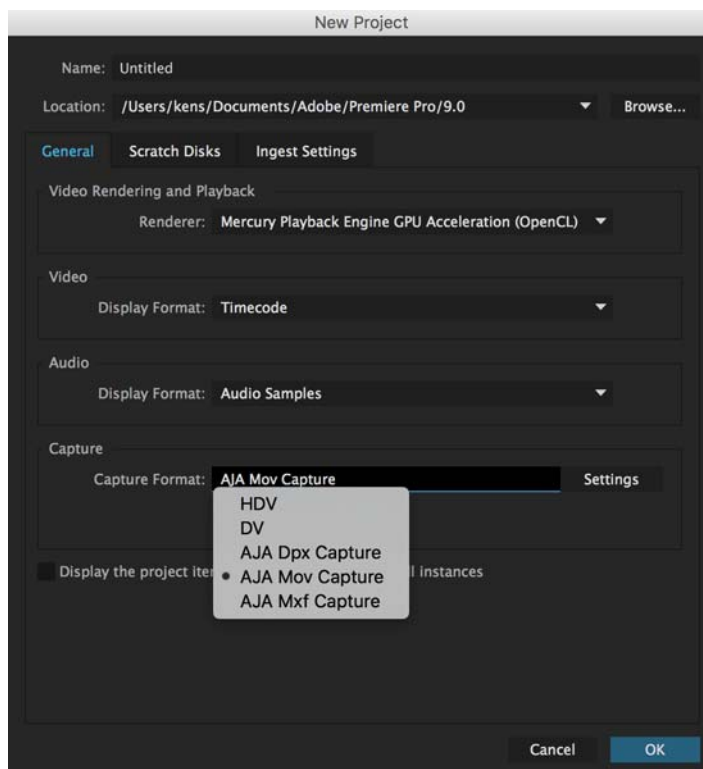 New Project
Name: Untitled
Location: /Users/kens/Documents/Adobe/Premiere Pro/9.0 Browse...
General Scratch Disks Ingest Settings
Video Rendering and Playback
Renderer: Mercury Playback Engine GPU Acceleration (OpenCL)
Video
Display Format: Timecode
Audio
Display Format: Audio Samples
Capture
Capture Format: AJA Mov Capture Settings
HDV
DV
AJA Dpx Capture
Display the project AJA Mov Capture instances
AJA Mxf Capture
Cancel OK